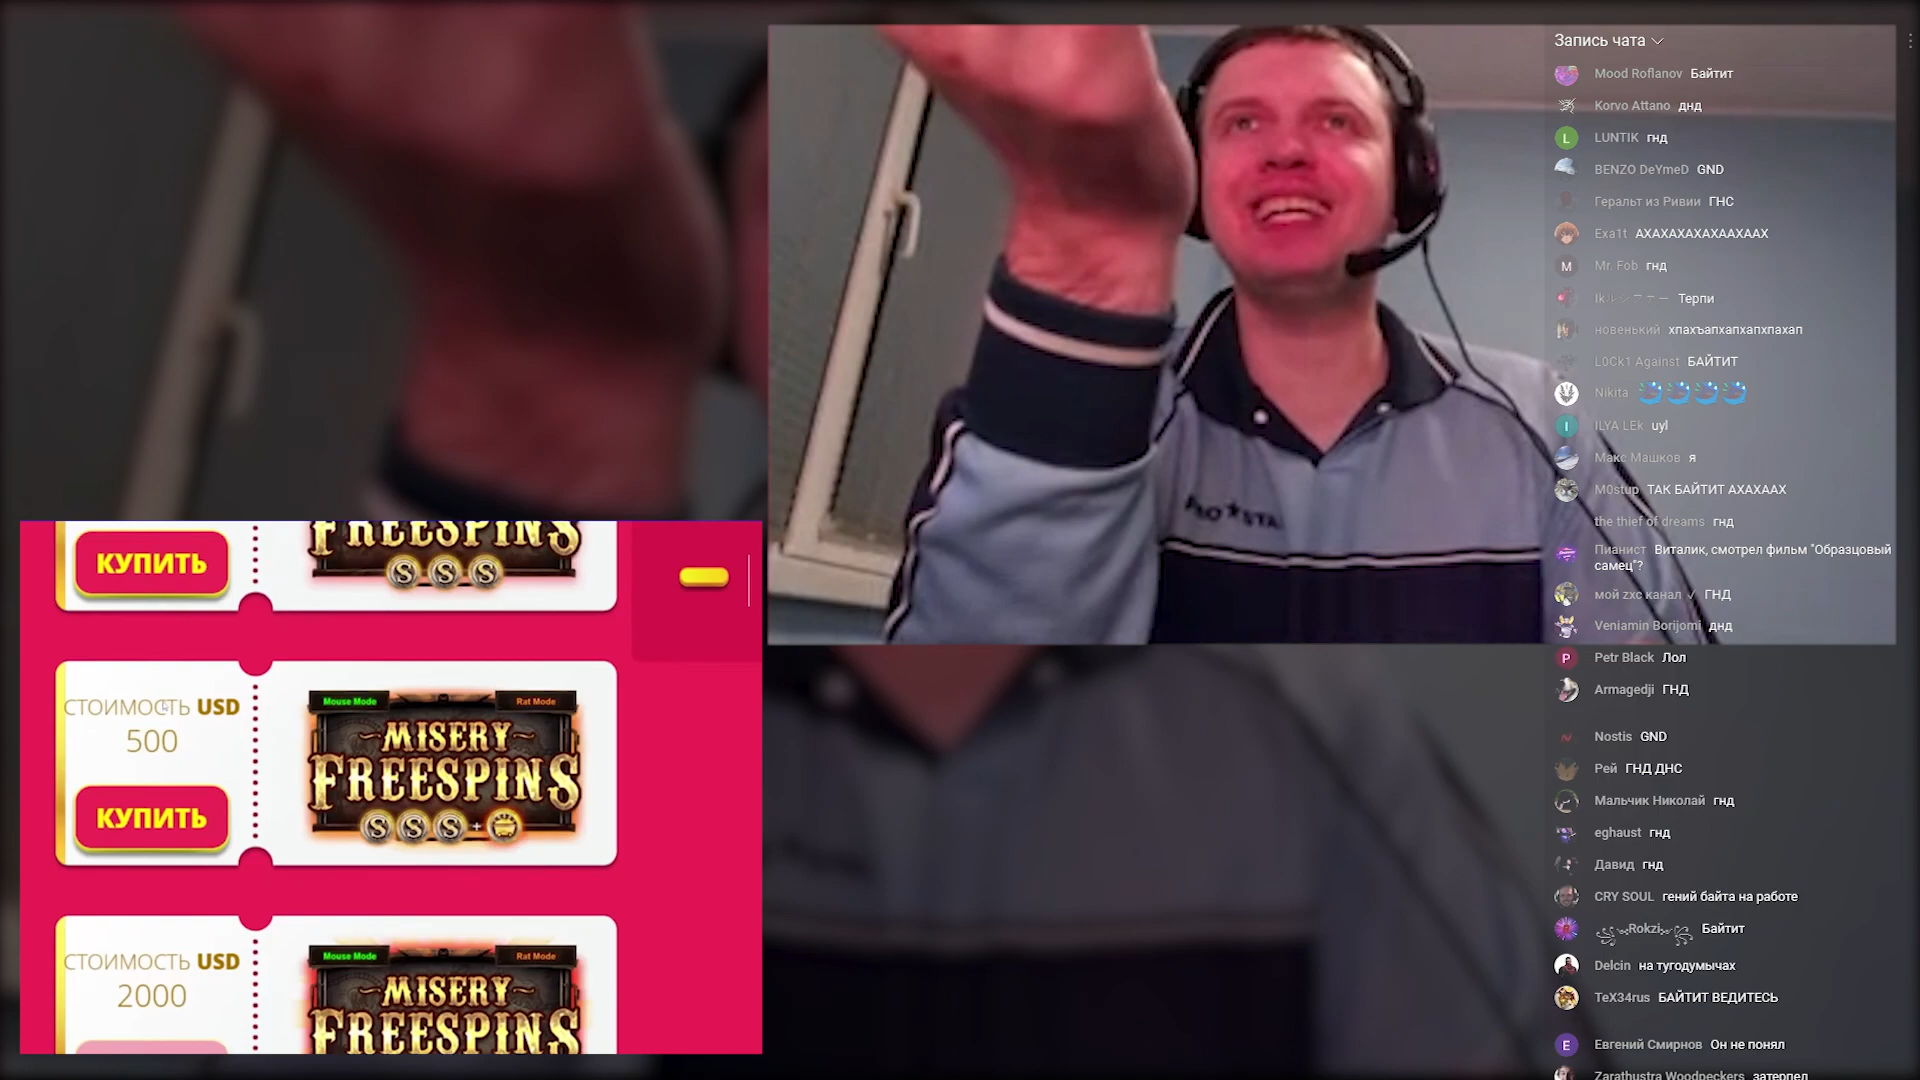 FREESPINS
КУПИТЬ
СТОИМОСТЬ USD
500
КУПИТЬ
Mouse Mode
Rat Mode
MISERY
FREESPINS
СТОИМОСТЬ USD
2000
Mouse Mode
Rat Mode
MISERY
FREESPINS
Запись чата
Mood Roflanov Байтит
Korvo Attano днд
LUNTIK гнд
BENZO DeYmeD GND
Геральт из Ривии ГНС
Exa1t АХАХАХАХАХААХААХ
Mr. Fob гнд
Терпи
новенький хпахъапхапхапхпахап
L0Ck1 Against БАЙТИТ
Nikita
ILYA LEk uyl
Макс Машков я
M0stup ТАК БАЙТИТ АХАХААХ
the thief of dreams гнд
Пианист Виталик, смотрел фильм "Образцовый
самец"?
мой zxc канал ✓ ГНД
Veniamin Borijomi днд
Petr Black Лол
Armagedji ГНД
Nostis GND
Рей ГНД ДНС
Мальчик Николай гнд
eghaust гнд
Давид гнд
CRY SOUL гений байта на работе
Rokzi Байтит
Delcin на тугодумычах
TeX34rus БАЙТИТ ВЕДИТЕСЬ
Евгений Смирнов Он не понял
Zarathustra Woodpeckers затерпел